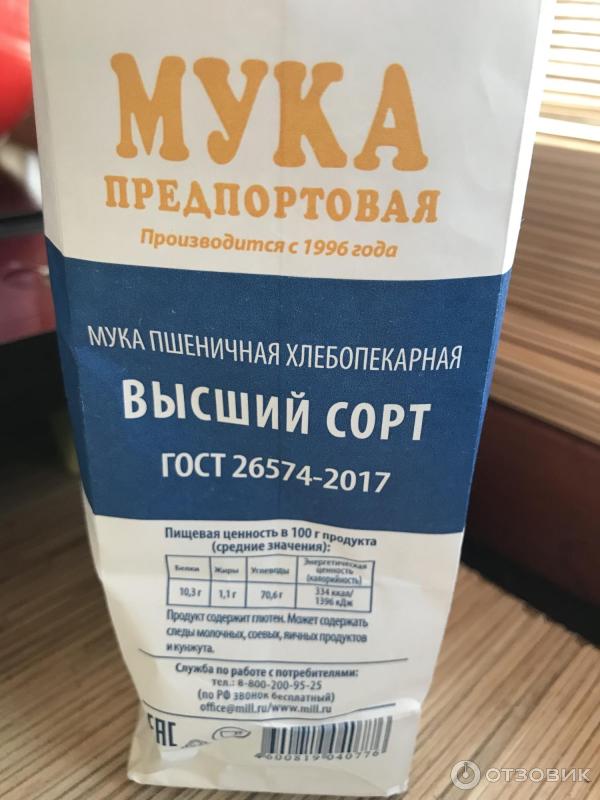 МУКА
ПРЕДПОРТОВАЯ
Производится с 1996 года
МУКА ПШЕНИЧНАЯ ХЛЕБОПЕКАРНАЯ
ВЫСШИЙ СОРТ
ГОСТ 26574-2017
Пищевая ценность в 100 г продукта
(средние значения):
Белки Жиры Углеводы Энергетическая ценность (калорийность)
10,3 г 1,1 г 70,6 г 334 ккал/ 1396 кДж
Продукт содержит глютен. Может содержать
следы молочных, соевых, яичных продуктов
и кунжута.
Служба по работе с потребителями:
тел.: 8-800-200-95-25
(по РФ звонок бесплатный)
office@mill.ru/www.mill.ru
EAC
4600819040776
ОТЗОВИК